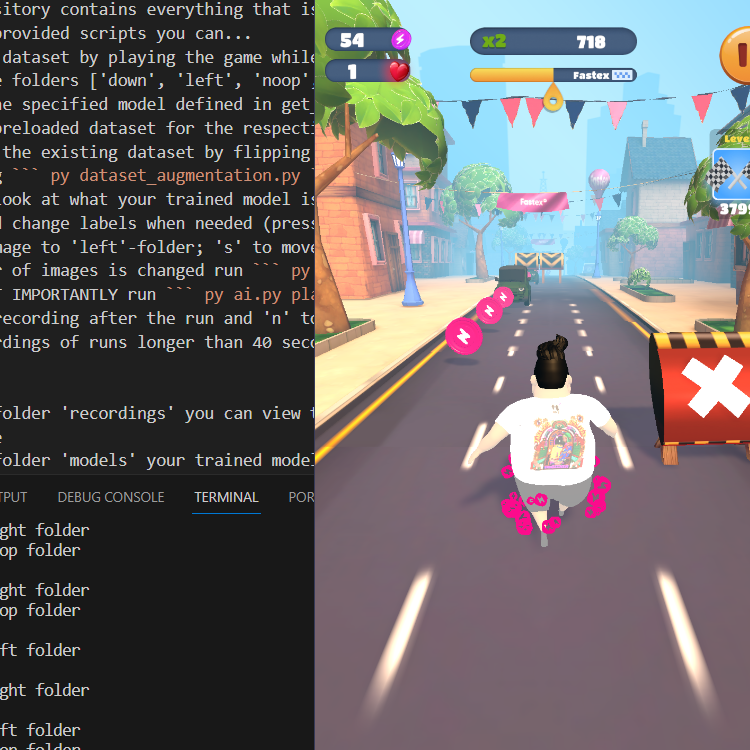 sitory contains everything that is
provided scripts you can...
dataset by playing the game while
folders ['down', 'left', 'noop',
he specified model defined in get_
preloaded dataset for the respecti
the existing dataset by flipping
g ``` py dataset_augmentation.py `
look at what your trained model is
d change labels when needed (press
mage to 'left'-folder; 's' to move
r of images is changed run ``` py
T IMPORTANTLY run ``` py ai.py pla
recording after the run and 'n' to
rdings of runs longer than 40 seco
folder 'recordings' you can view t
e
folder 'models' your trained model
TPUT DEBUG CONSOLE TERMINAL POR
ght folder
op folder
ght folder
op folder
ft folder
ght folder
ft folder
op folder
54
1
x2 718
Fastex
Fastex
Level
3799